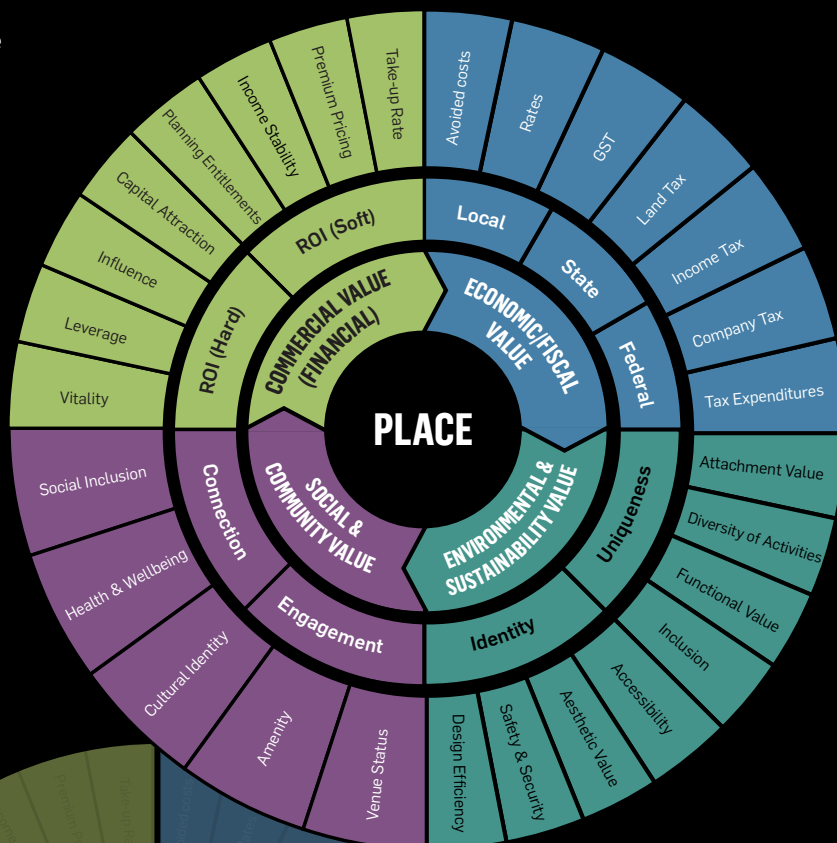 Take-up Rate
Premium Pricing
Income Stability
Planning Entitlements
Capital Attraction
Influence
Leverage
Vitality
Avoided costs
Rates
GST
Land Tax
Income Tax
Company Tax
Tax Expenditures
Attachment Value
Diversity of Activities
Functional Value
Inclusion
Accessibility
Aesthetic Value
Safety & Security
Design Efficiency
Venue Status
Amenity
Cultural Identity
Health & Wellbeing
Social Inclusion
ROI (Soft)
ROI (Hard)
Local
State
Federal
Uniqueness
Identity
Engagement
Connection
COMMERCIAL VALUE
(FINANCIAL)
ECONOMIC/FISCAL
VALUE
ENVIRONMENTAL &
SUSTAINABILITY VALUE
SOCIAL &
COMMUNITY VALUE
PLACE